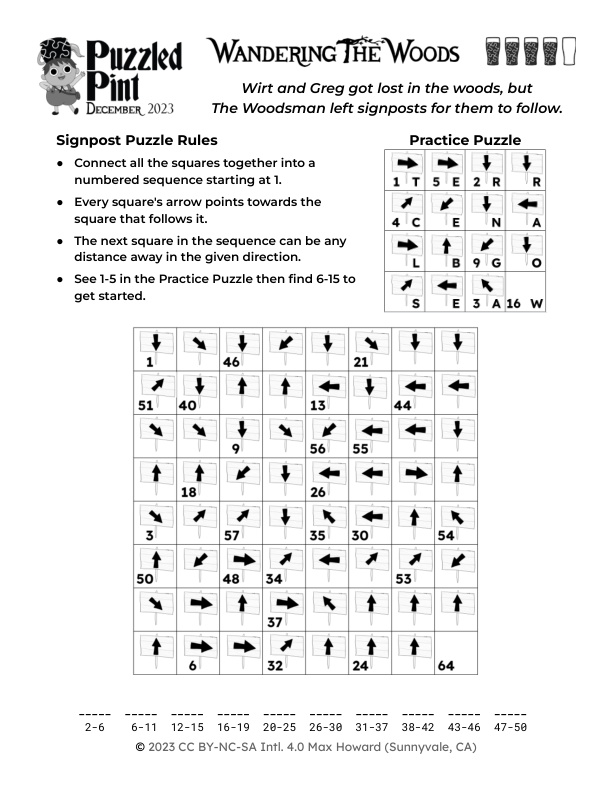 Puzzled
Pint
DECEMBER 2023
WANDERING THE WOODS
Wirt and Greg got lost in the woods, but
The Woodsman left signposts for them to follow.
Signpost Puzzle Rules
● Connect all the squares together into a
numbered sequence starting at 1.
● Every square's arrow points towards the
square that follows it.
● The next square in the sequence can be any
distance away in the given direction.
● See 1-5 in the Practice Puzzle then find 6-15 to
get started.
Practice Puzzle
1 T 5 E 2 R R
4 C E N A
L B 9 G O
S E 3 A 16 W
1 46 21
51 40 13 44
9 56 55
18 26
3 57 35 30 54
50 48 34 53
37
6 32 24 64
_____ _____ _____ _____ _____ _____ _____ _____ _____ _____
2-6 6-11 12-15 16-19 20-25 26-30 31-37 38-42 43-46 47-50
© 2023 CC BY-NC-SA Intl. 4.0 Max Howard (Sunnyvale, CA)